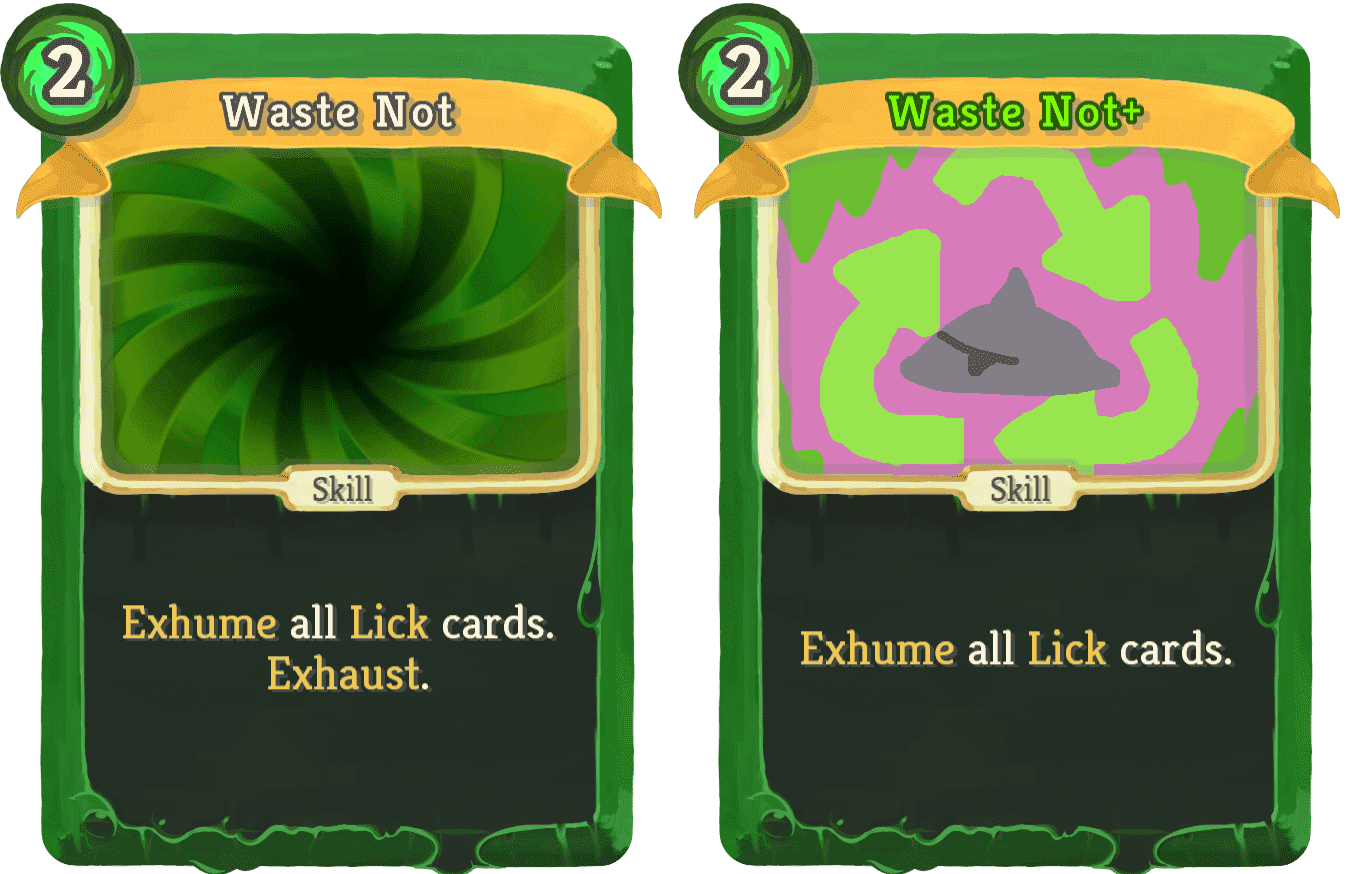 2
Waste Not
Skill
Exhume all Lick cards.
Exhaust.
2
Waste Not+
Skill
Exhume all Lick cards.